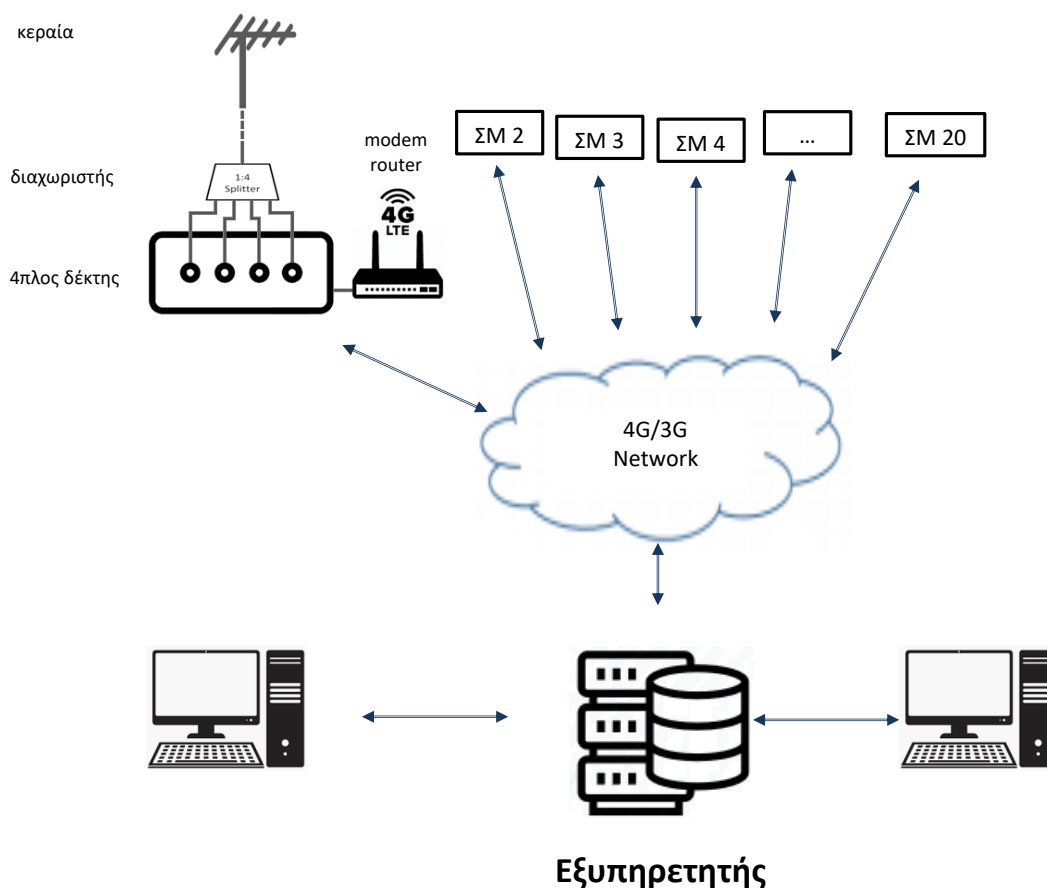 κεραία
modem
router
ΣΜ 2
ΣΜ 3
ΣΜ 4
...
ΣΜ 20
διαχωριστής
1:4
Splitter
4G
LTE
4πλος δέκτης
4G/3G
Network
Εξυπηρετητής